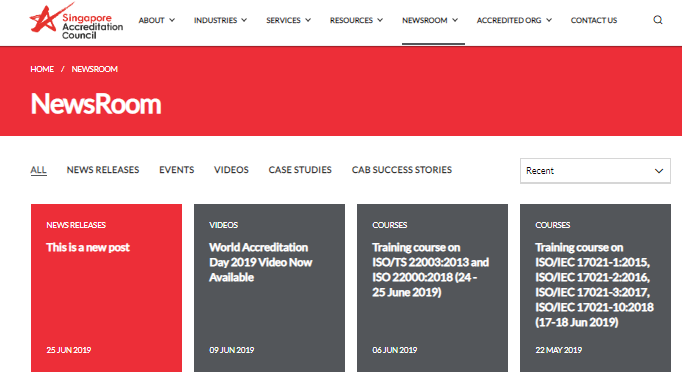 Singapore
Accreditation
Council
ABOUT
INDUSTRIES
SERVICES
RESOURCES
NEWSROOM
ACCREDITED ORG
CONTACT US
HOME / NEWSROOM
NewsRoom
ALL
NEWS RELEASES
EVENTS
VIDEOS
CASE STUDIES
CAB SUCCESS STORIES
Recent
NEWS RELEASES
This is a new post
25 JUN 2019
VIDEOS
World Accreditation
Day 2019 Video Now
Available
09 JUN 2019
COURSES
Training course on
ISO/TS 22003:2013 and
ISO 22000:2018 (24 -
25 June 2019)
06 JUN 2019
COURSES
Training course on
ISO/IEC 17021-1:2015,
ISO/IEC 17021-2:2016,
ISO/IEC 17021-3:2017,
ISO/IEC 17021-10:2018
(17-18 Jun 2019)
22 MAY 2019